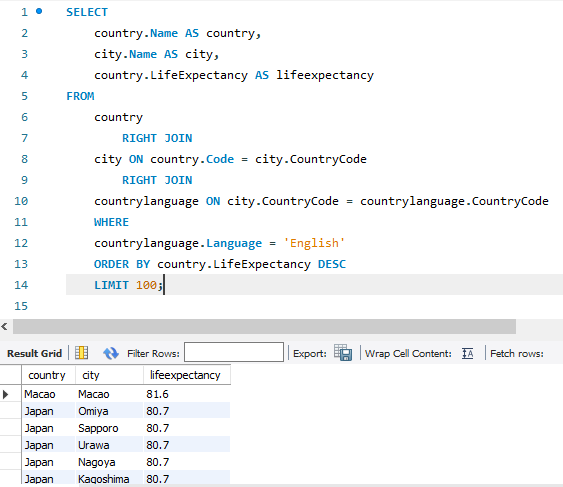 1 SELECT
2 country.Name AS country,
3 city.Name AS city,
4 country.LifeExpectancy AS lifeexpectancy
5 FROM
6 country
7 RIGHT JOIN
8 city ON country.Code = city.CountryCode
9 RIGHT JOIN
10 countrylanguage ON city.CountryCode = countrylanguage.CountryCode
11 WHERE
12 countrylanguage.Language = 'English'
13 ORDER BY country.LifeExpectancy DESC
14 LIMIT 100;
15
Result Grid Filter Rows: Export: Wrap Cell Content: IA Fetch rows:
country city lifeexpectancy
Macao Macao 81.6
Japan Omiya 80.7
Japan Sapporo 80.7
Japan Urawa 80.7
Japan Nagoya 80.7
Japan Kagoshima 80.7